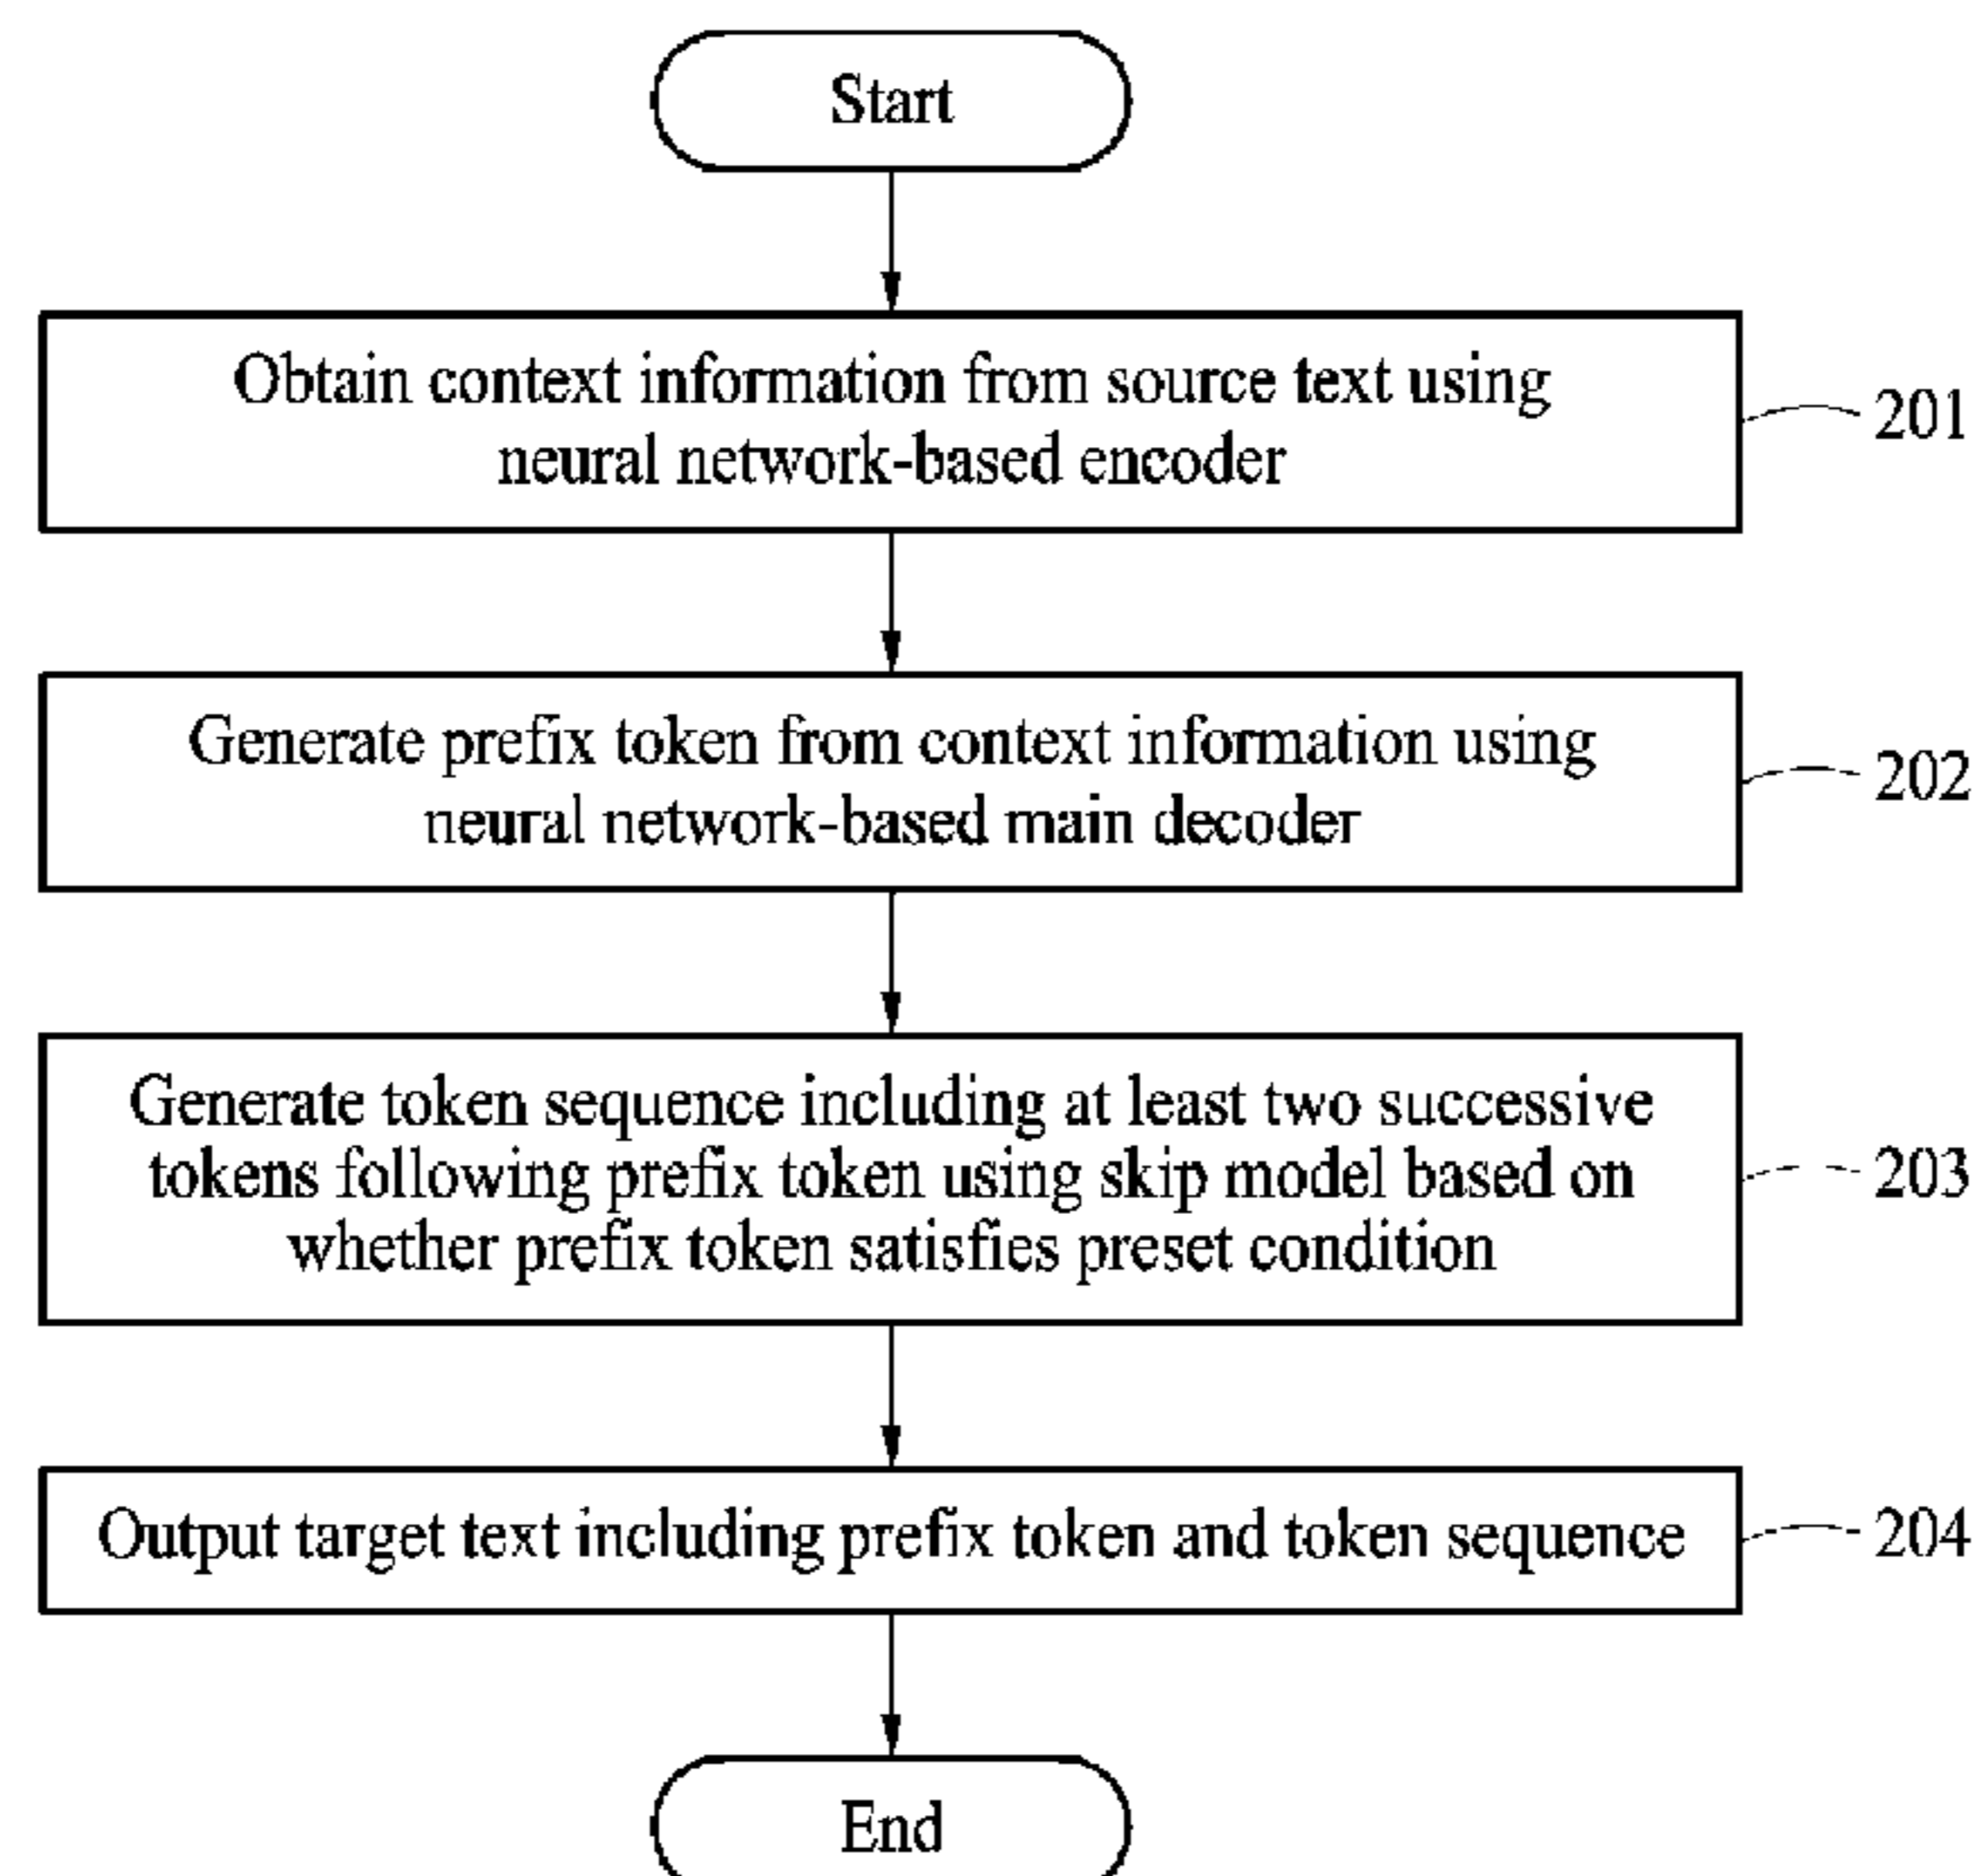 Start
Obtain context information from source text using
neural network-based encoder
201
Generate prefix token from context information using
neural network-based main decoder
202
Generate token sequence including at least two successive
tokens following prefix token using skip model based on
whether prefix token satisfies preset condition
203
Output target text including prefix token and token sequence
204
End